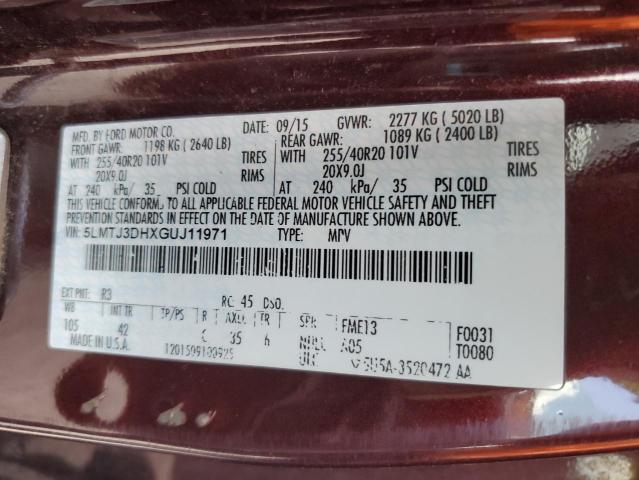 MFD. BY FORD MOTOR CO.
DATE: 09/15 GVWR: 2277 KG ( 5020 LB)
FRONT GAWR: 1198 KG ( 2640 LB) REAR GAWR: 1089 KG ( 2400 LB)
WITH 255/40R20 101V TIRES WITH 255/40R20 101V TIRES
20X9.0J RIMS 20X9.0J RIMS
AT 240 kPa/ 35 PSI COLD AT 240 kPa/ 35 PSI COLD
THIS VEHICLE CONFORMS TO ALL APPLICABLE FEDERAL MOTOR VEHICLE SAFETY AND THEFT
PREVENTION STANDARDS IN EFFECT ON THE DATE OF MANUFACTURE SHOWN ABOVE.
VIN: 5LMTJ3DHXGUJ11971 TYPE: MPV
EXT PNT: R3 RC: 45 DSO:
WB INT TR TP/PS R AXLE TR SPR FME13 F0031
105 42 35 6 A05 T0080
MADE IN U.S.A.